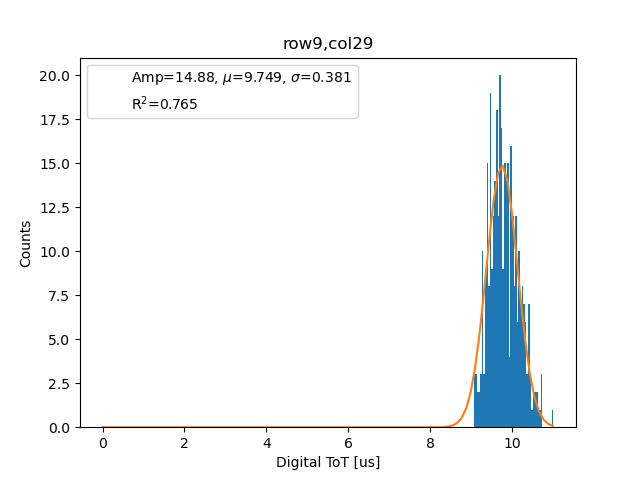 row9,col29
Amp=14.88, μ=9.749, σ=0.381
R²=0.765
20.0
17.5
15.0
12.5
10.0
7.5
5.0
2.5
0.0
Counts
0 2 4 6 8 10
Digital ToT [us]